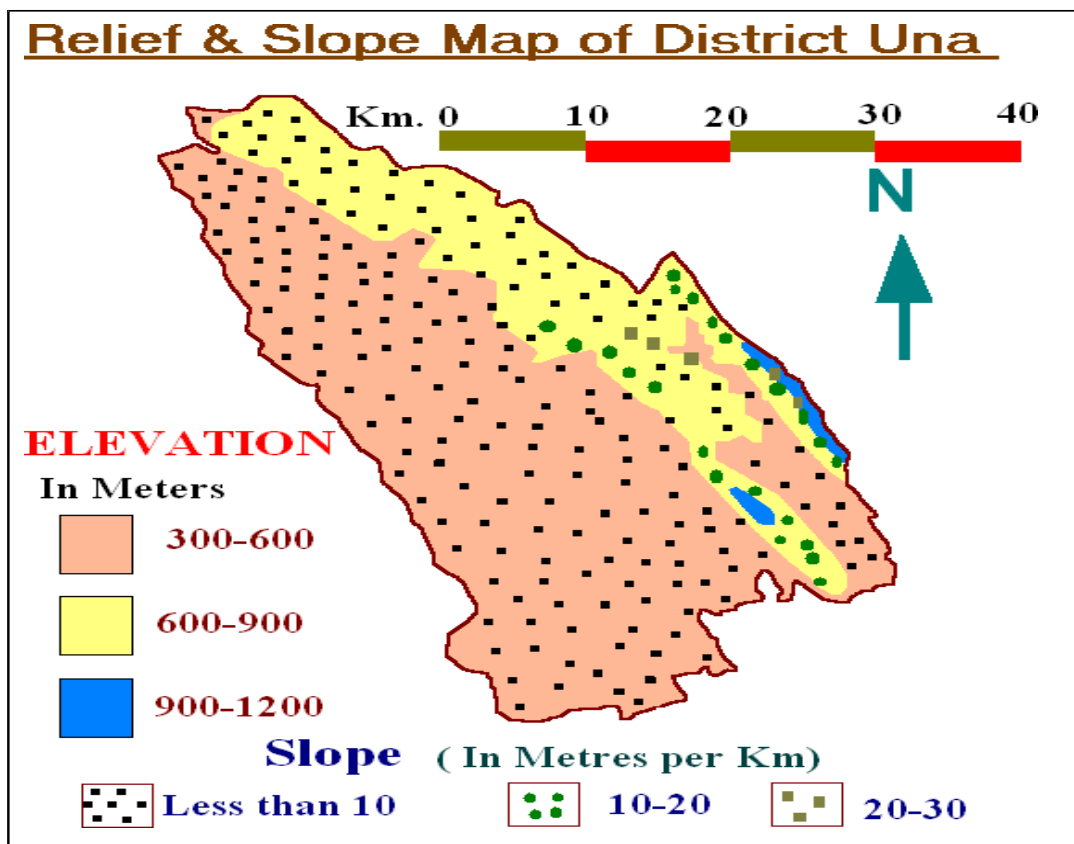 Relief & Slope Map of District Una
Km. 0 10 20 30 40
N
ELEVATION
In Meters
300-600
600-900
900-1200
Slope ( In Metres per Km)
Less than 10 10-20 20-30